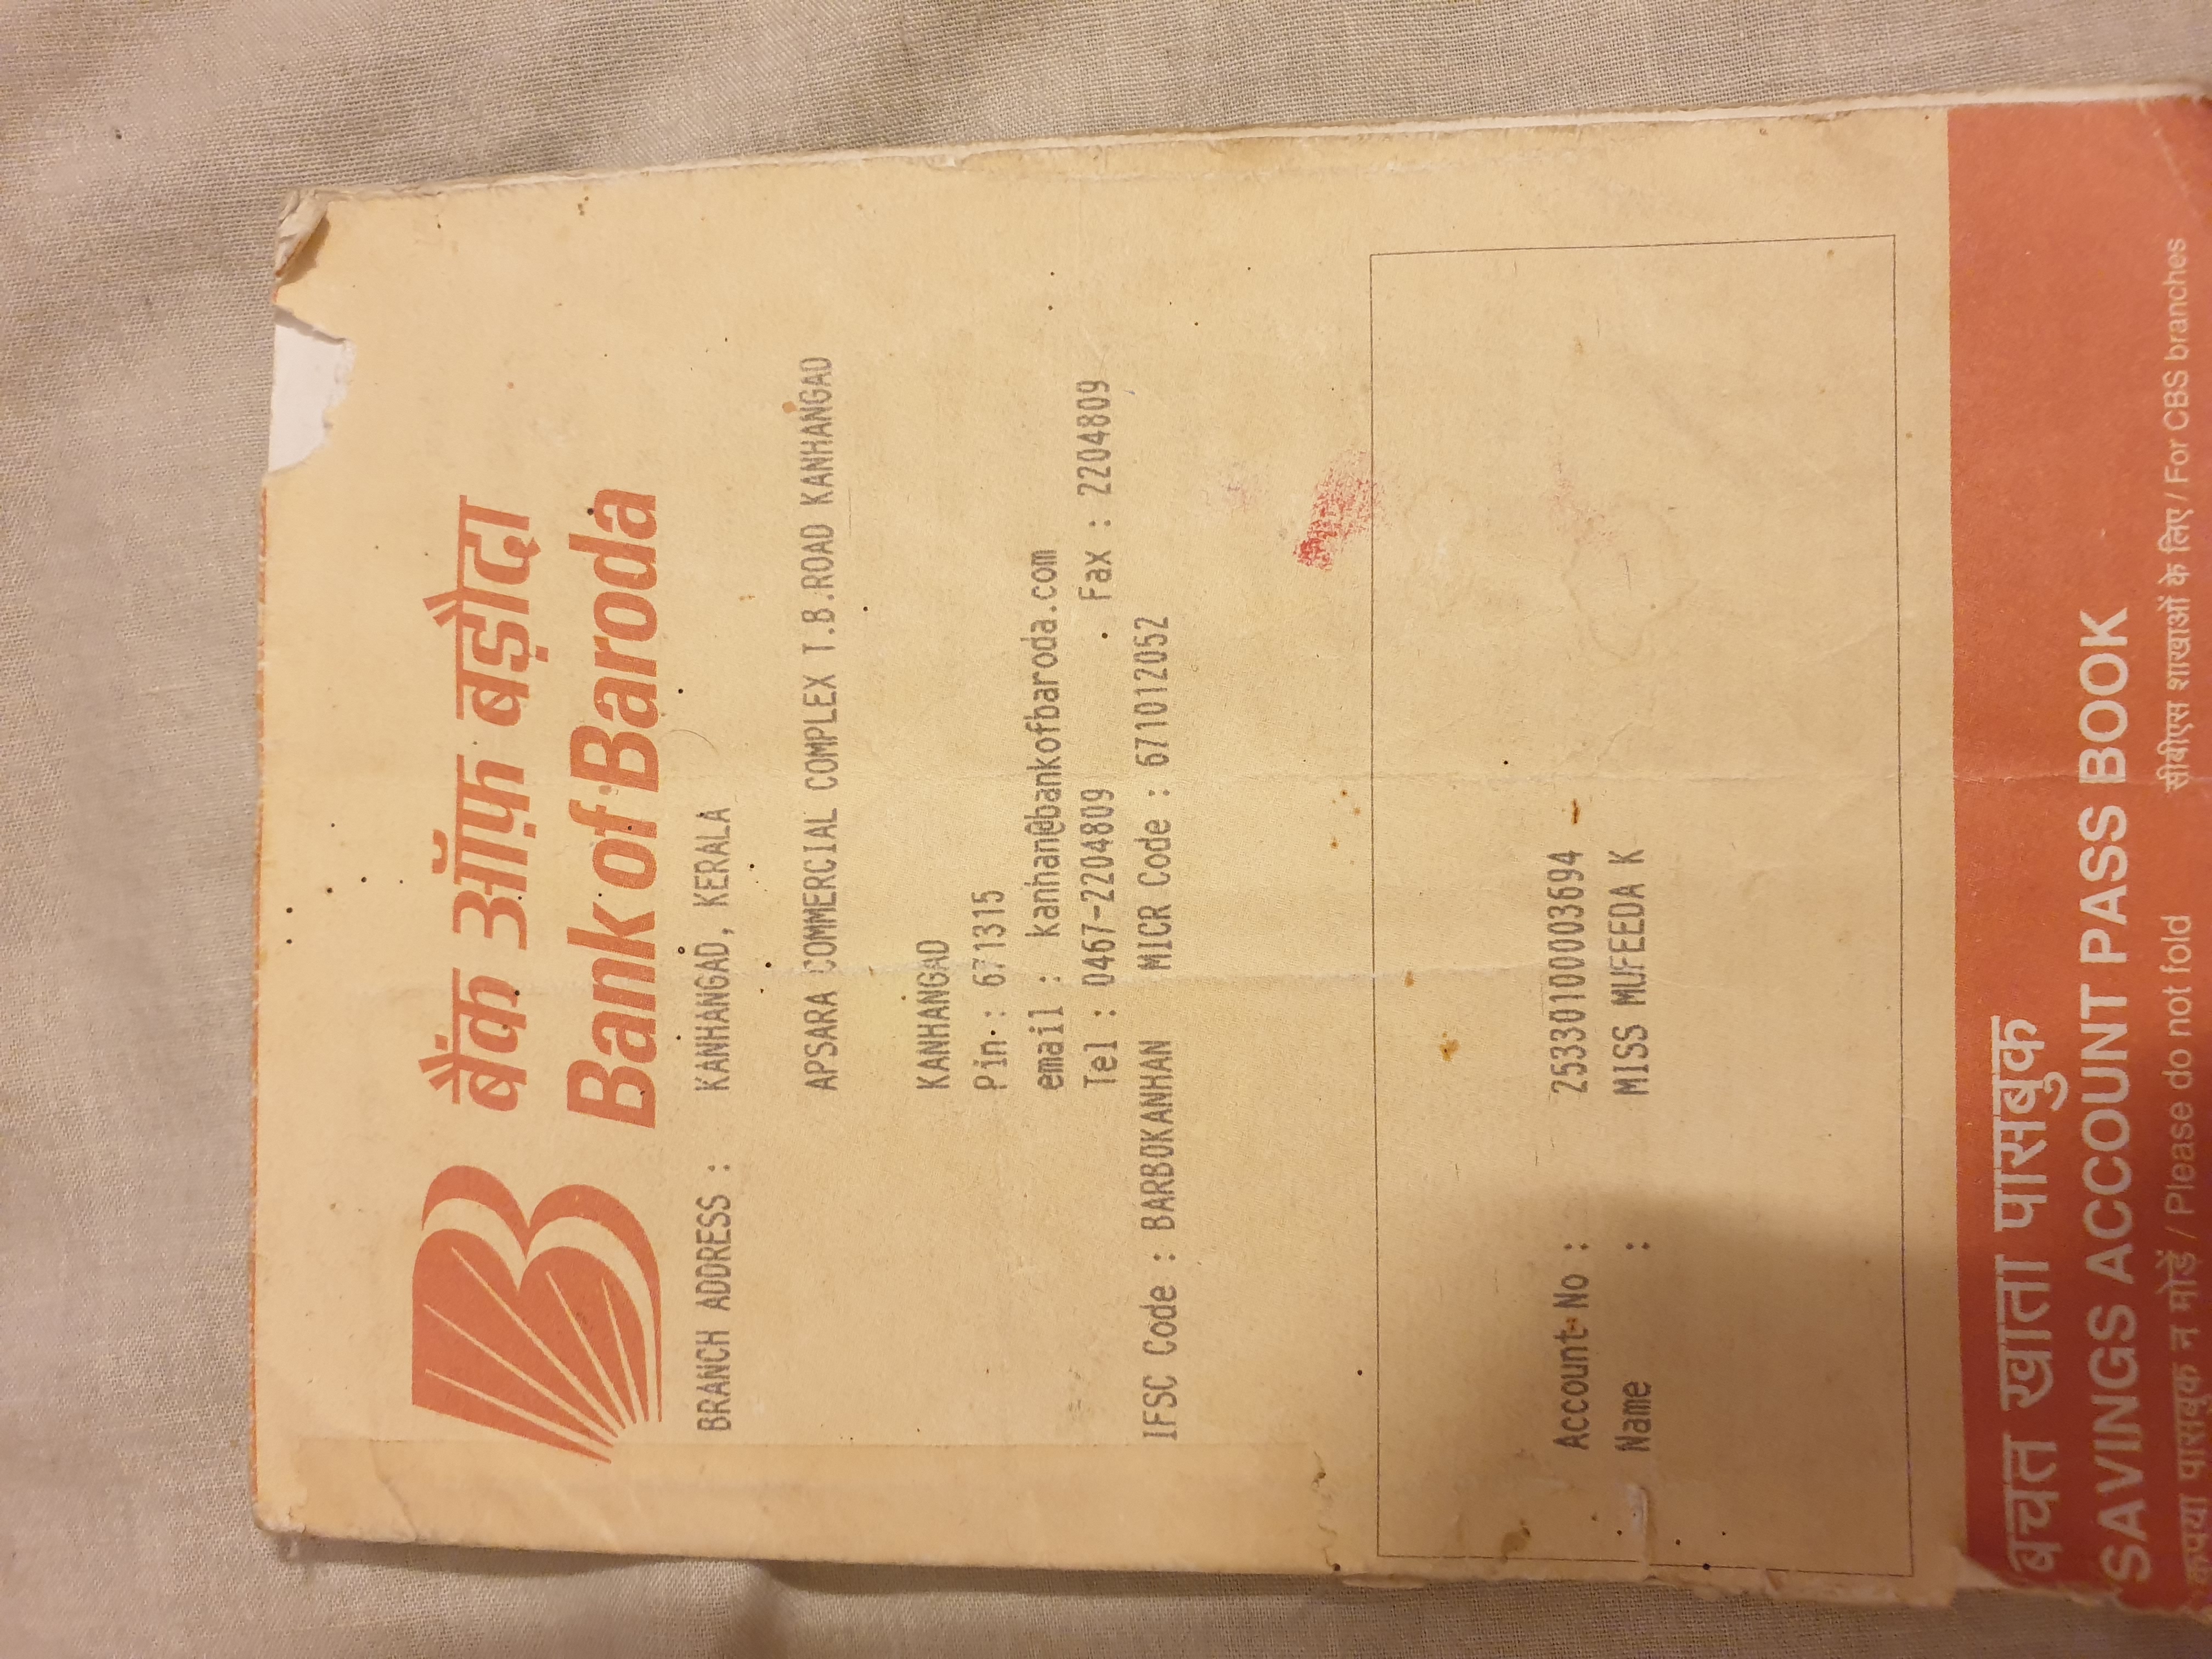 बैंक ऑफ़ बड़ौदा
Bank of Baroda
BRANCH ADDRESS : KANHANGAD, KERALA
APSARA COMMERCIAL COMPLEX T.B.ROAD KANHANGAD
KANHANGAD
Pin : 671315
email : kanhan@bankofbaroda.com
Tel : 0467-2204809 Fax : 2204809
IFSC Code : BARB0KANHAN MICR Code : 671012052
Account No : 25330100003694
Name : MISS MUFEEDA K
बचत खाता पासबुक
SAVINGS ACCOUNT PASS BOOK
कृपया पासबुक न मोड़ें / Please do not fold सीबीएस शाखाओं के लिए / For CBS branches